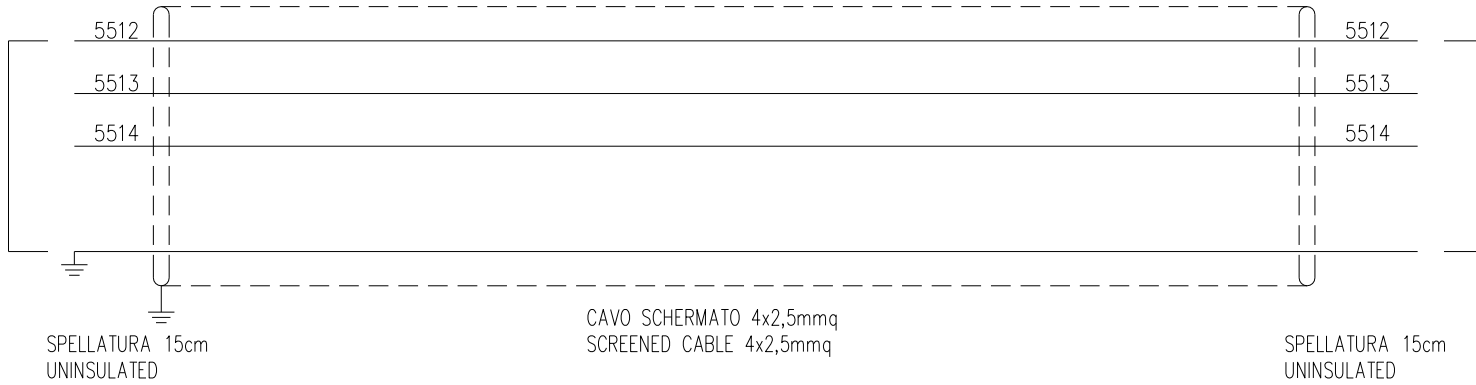 5512 5512
5513 5513
5514 5514
CAVO SCHERMATO 4x2,5mmq
SCREENED CABLE 4x2,5mmq
SPELLATURA 15cm
UNINSULATED
SPELLATURA 15cm
UNINSULATED